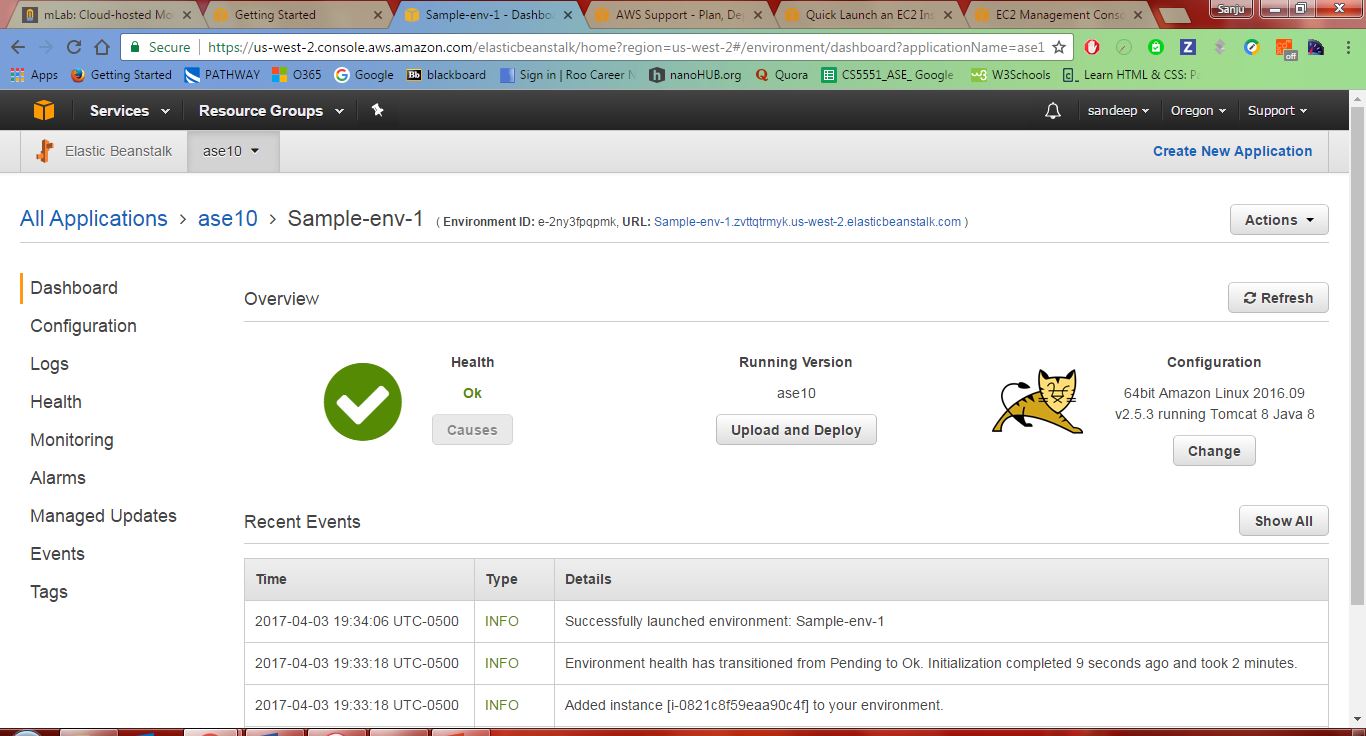 mLab: Cloud-hosted Mo
Getting Started
Sample-env-1 - Dashbo
AWS Support - Plan, De
Quick Launch an EC2 Ins
EC2 Management Conso
Sanju
Secure
https://us-west-2.console.aws.amazon.com/elasticbeanstalk/home?region=us-west-2#/environment/dashboard?applicationName=ase1
off
Apps
Getting Started
PATHWAY
O365
Google
Bb blackboard
Sign in | Roo Career N
nanoHUB.org
Quora
CS5551_ASE_ Google
W3Schools
Learn HTML & CSS: Pa
Services
Resource Groups
sandeep
Oregon
Support
Elastic Beanstalk
ase10
Create New Application
All Applications > ase10 > Sample-env-1 ( Environment ID: e-2ny3fpqpmk, URL: Sample-env-1.zvttqtrmyk.us-west-2.elasticbeanstalk.com )
Actions
Dashboard
Configuration
Logs
Health
Monitoring
Alarms
Managed Updates
Events
Tags
Overview
Refresh
Health
Ok
Causes
Running Version
ase10
Upload and Deploy
Configuration
64bit Amazon Linux 2016.09
v2.5.3 running Tomcat 8 Java 8
Change
Recent Events
Show All
Time Type Details
2017-04-03 19:34:06 UTC-0500 INFO Successfully launched environment: Sample-env-1
2017-04-03 19:33:18 UTC-0500 INFO Environment health has transitioned from Pending to Ok. Initialization completed 9 seconds ago and took 2 minutes.
2017-04-03 19:33:18 UTC-0500 INFO Added instance [i-0821c8f59eaa90c4f] to your environment.